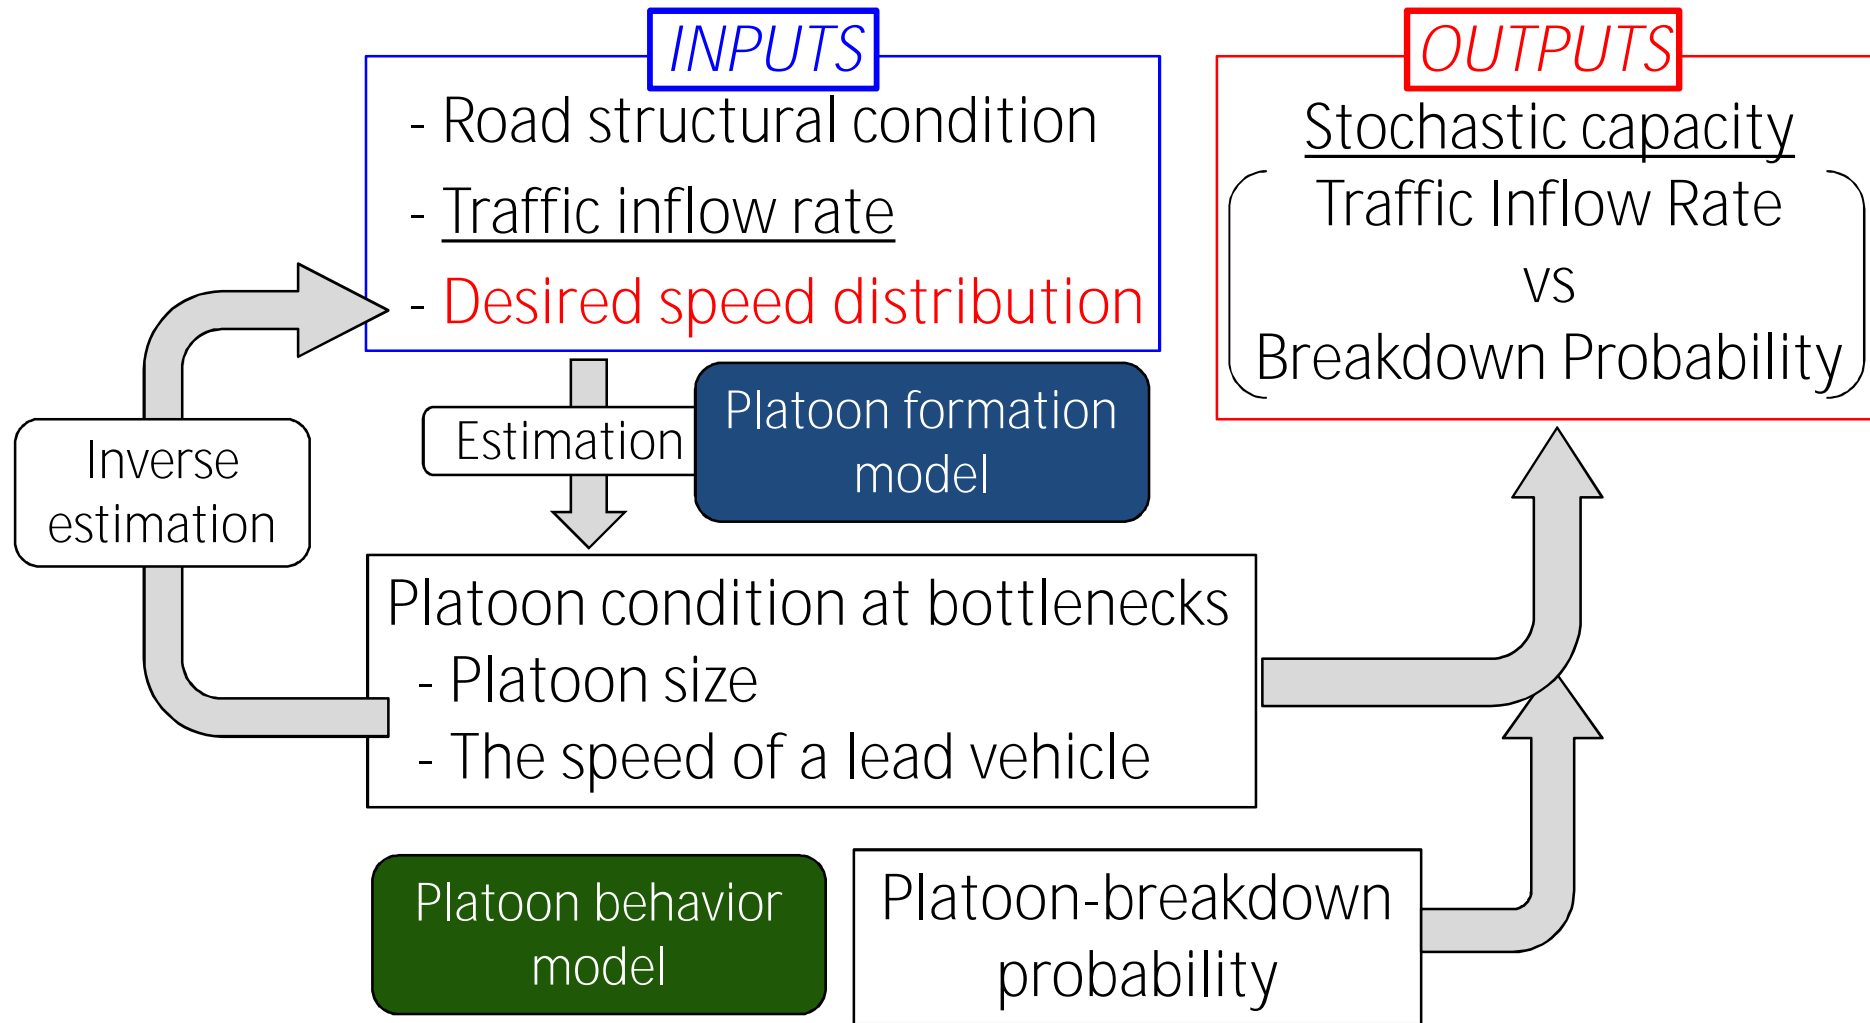 INPUTS
- Road structural condition
- Traffic inflow rate
- Desired speed distribution
OUTPUTS
Stochastic capacity
Traffic Inflow Rate
vs
Breakdown Probability
Inverse
estimation
Estimation
Platoon formation
model
Platoon condition at bottlenecks
- Platoon size
- The speed of a lead vehicle
Platoon behavior
model
Platoon-breakdown
probability